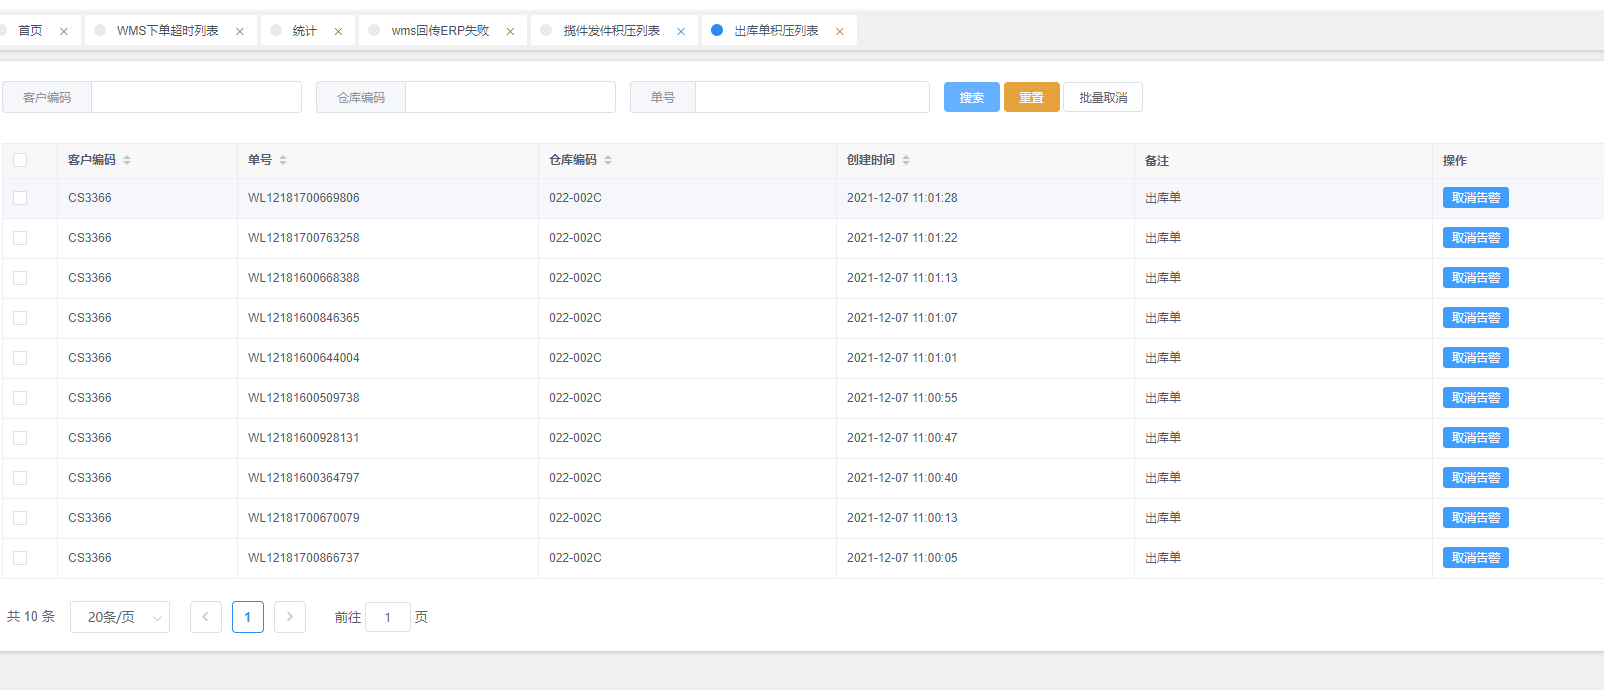 首页 × WMS下单超时列表 × 统计 × wms回传ERP失败 × 揽件发件积压列表 × 出库单积压列表 ×
客户编码 仓库编码 单号 搜索 重置 批量取消
客户编码 单号 仓库编码 创建时间 备注 操作
CS3366 WL12181700669806 022-002C 2021-12-07 11:01:28 出库单 取消告警
CS3366 WL12181700763258 022-002C 2021-12-07 11:01:22 出库单 取消告警
CS3366 WL12181600668388 022-002C 2021-12-07 11:01:13 出库单 取消告警
CS3366 WL12181600846365 022-002C 2021-12-07 11:01:07 出库单 取消告警
CS3366 WL12181600644004 022-002C 2021-12-07 11:01:01 出库单 取消告警
CS3366 WL12181600509738 022-002C 2021-12-07 11:00:55 出库单 取消告警
CS3366 WL12181600928131 022-002C 2021-12-07 11:00:47 出库单 取消告警
CS3366 WL12181600364797 022-002C 2021-12-07 11:00:40 出库单 取消告警
CS3366 WL12181700670079 022-002C 2021-12-07 11:00:13 出库单 取消告警
CS3366 WL12181700866737 022-002C 2021-12-07 11:00:05 出库单 取消告警
共 10 条 20条/页 < 1 > 前往 1 页